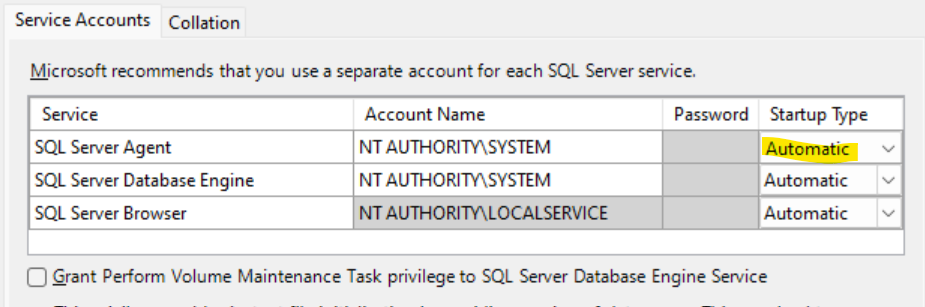 Service Accounts Collation
Microsoft recommends that you use a separate account for each SQL Server service.
Service Account Name Password Startup Type
SQL Server Agent NT AUTHORITY\SYSTEM Automatic
SQL Server Database Engine NT AUTHORITY\SYSTEM Automatic
SQL Server Browser NT AUTHORITY\LOCALSERVICE Automatic
Grant Perform Volume Maintenance Task privilege to SQL Server Database Engine Service